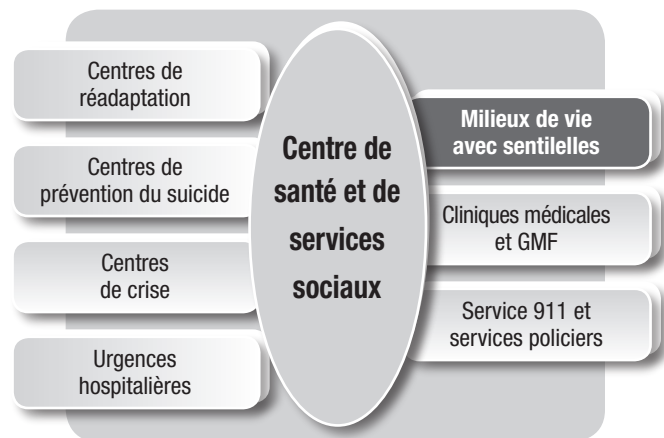 Centres de
réadaptation
Centres de
prévention du suicide
Centres
de crise
Urgences
hospitalières
Centre de
santé et de
services
sociaux
Milieux de vie
avec sentilelles
Cliniques médicales
et GMF
Service 911 et
services policiers